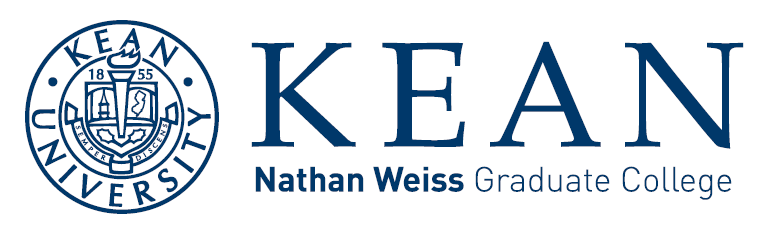 KEAN
UNIVERSITY
18 55
SEMPER DISCENS
KEAN
Nathan Weiss Graduate College